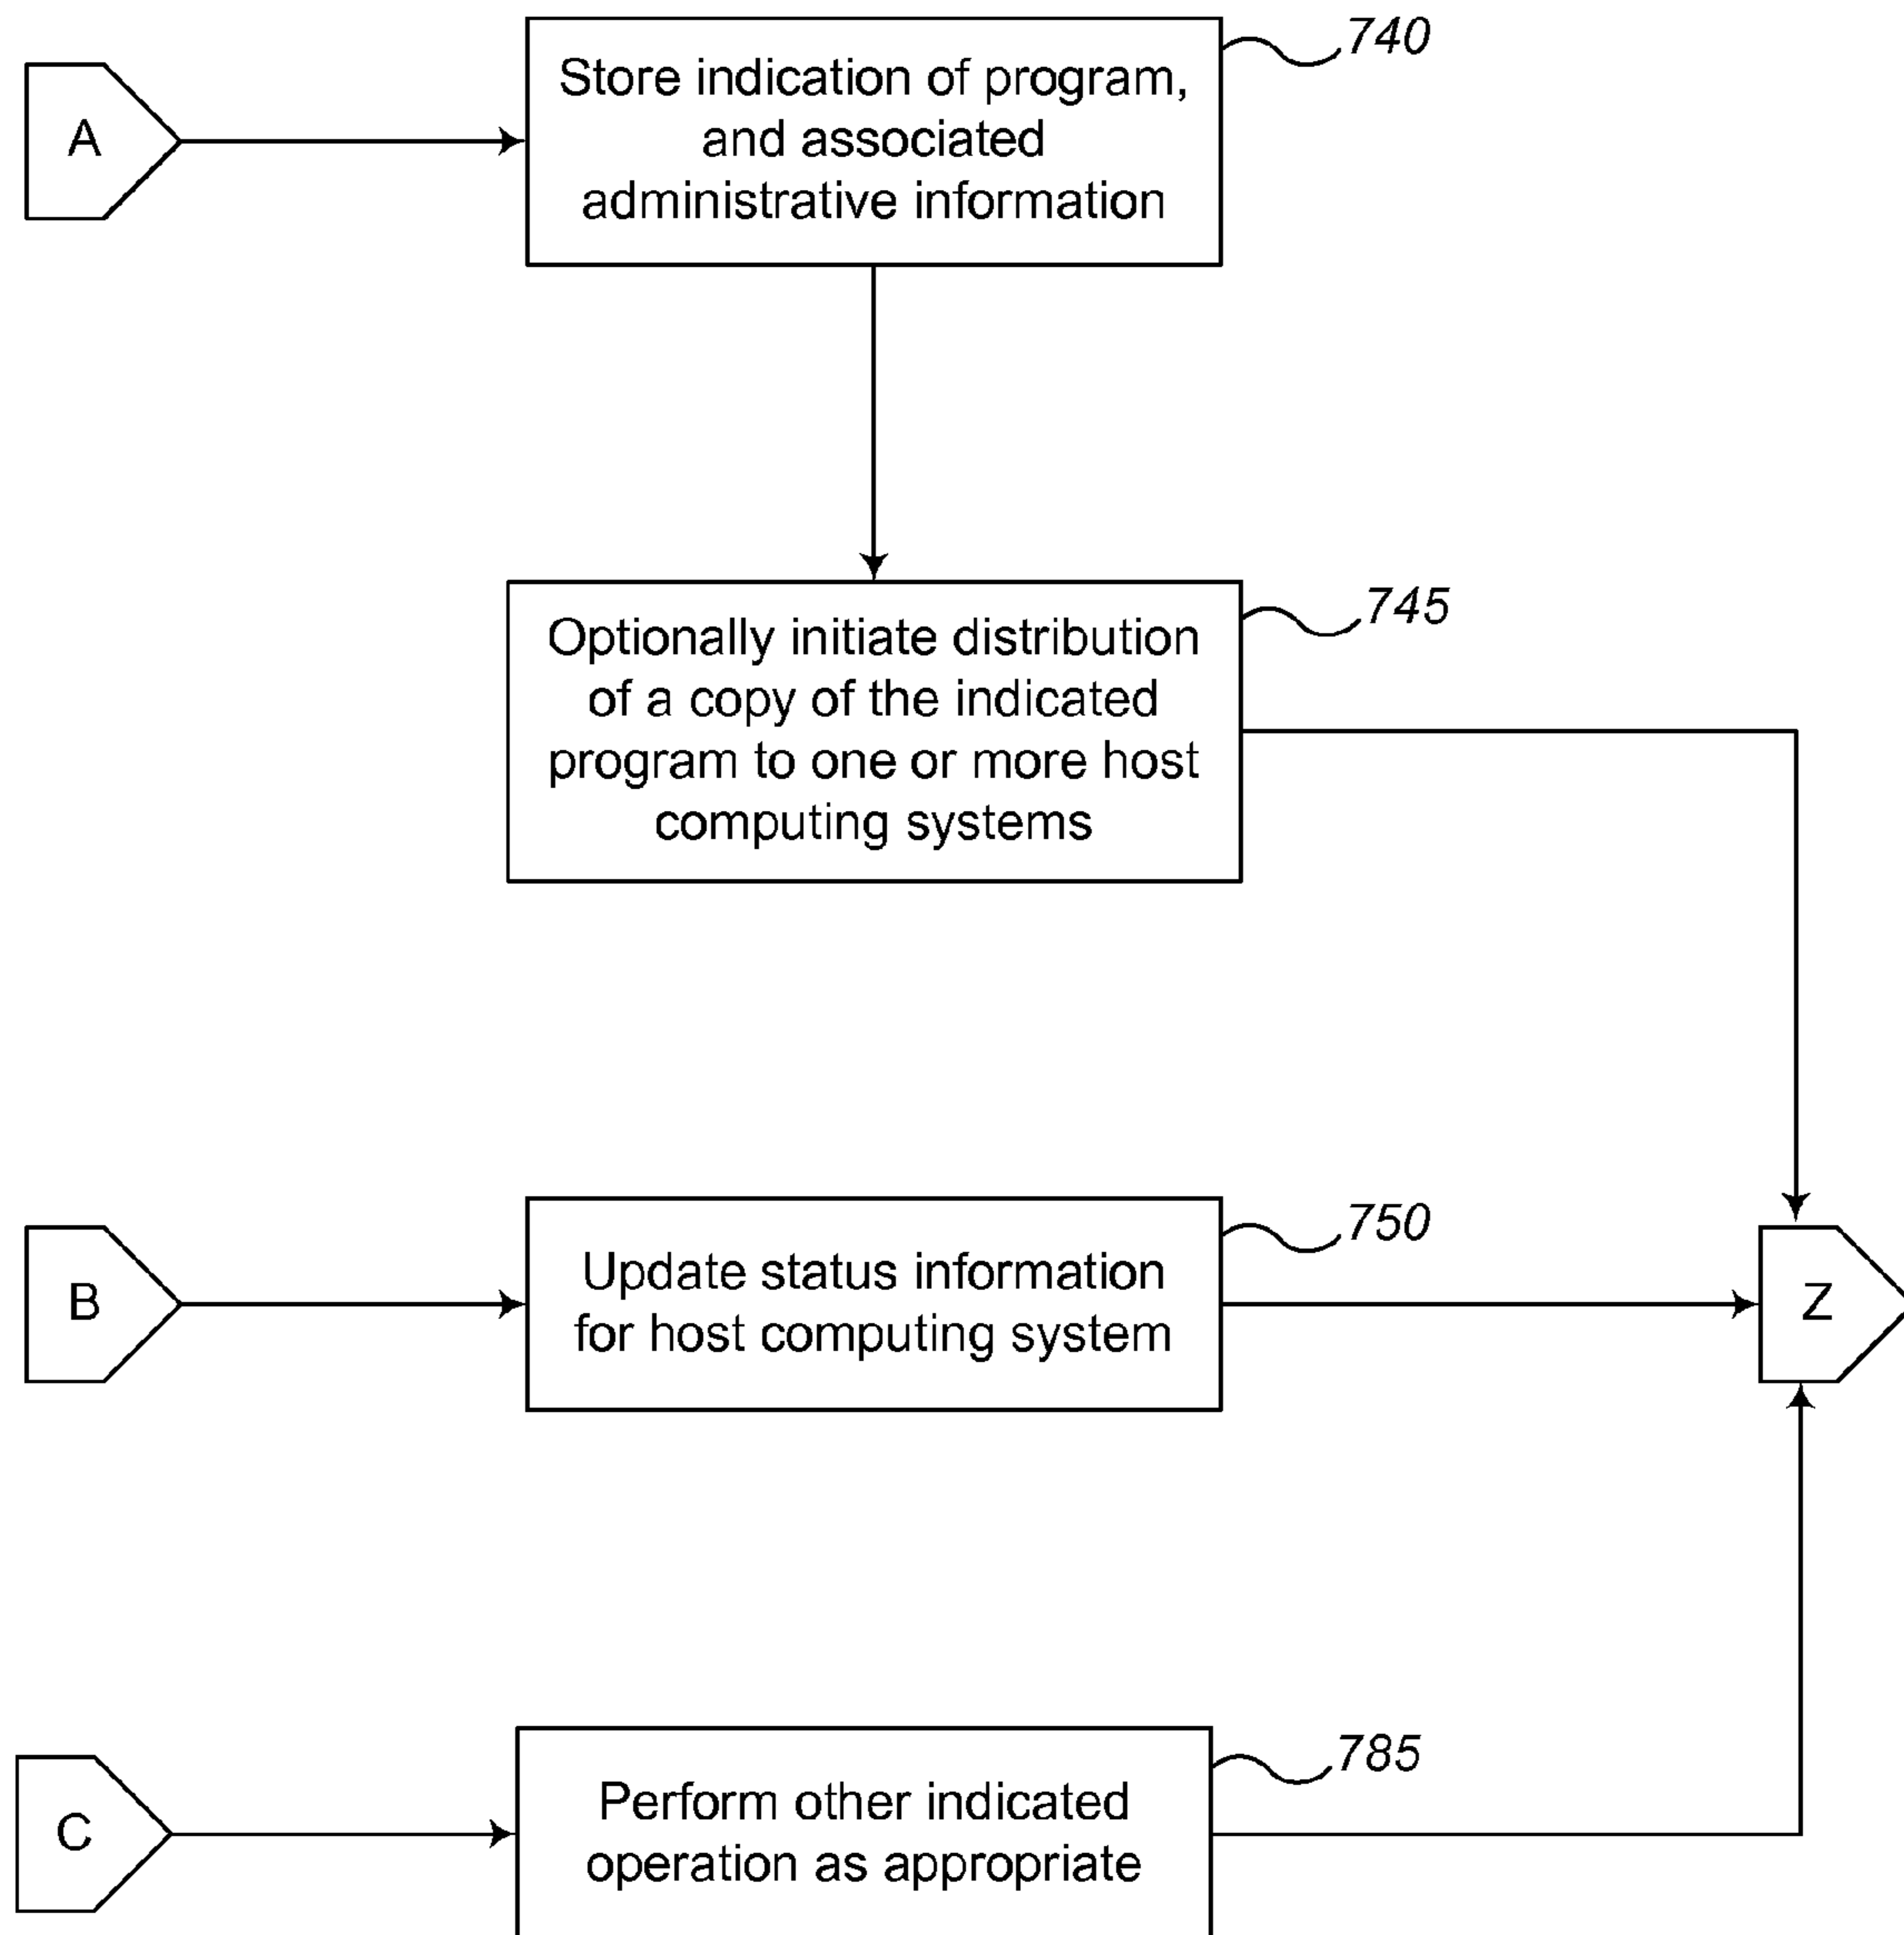 A
Store indication of program,
and associated
administrative information
740
Optionally initiate distribution
of a copy of the indicated
program to one or more host
computing systems
745
B
Update status information
for host computing system
750
Z
C
Perform other indicated
operation as appropriate
785